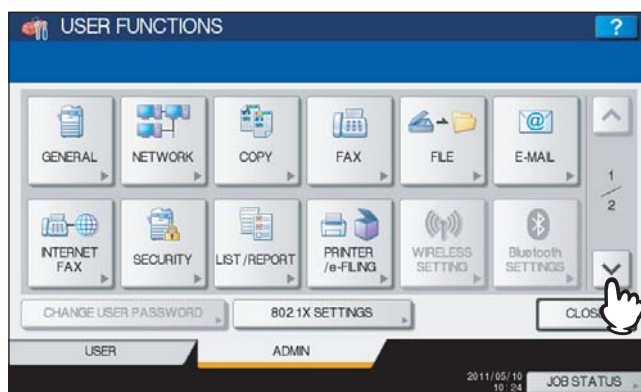 USER FUNCTIONS
?
GENERAL
NETWORK
COPY
FAX
FILE
E-MAIL
1
2
INTERNET
FAX
SECURITY
LIST/REPORT
PRINTER
/e-FILING
WIRELESS
SETTING
Bluetooth
SETTINGS
CHANGE USER PASSWORD
802.1X SETTINGS
USER
ADMIN
2011/05/10
10:24
JOB STATUS